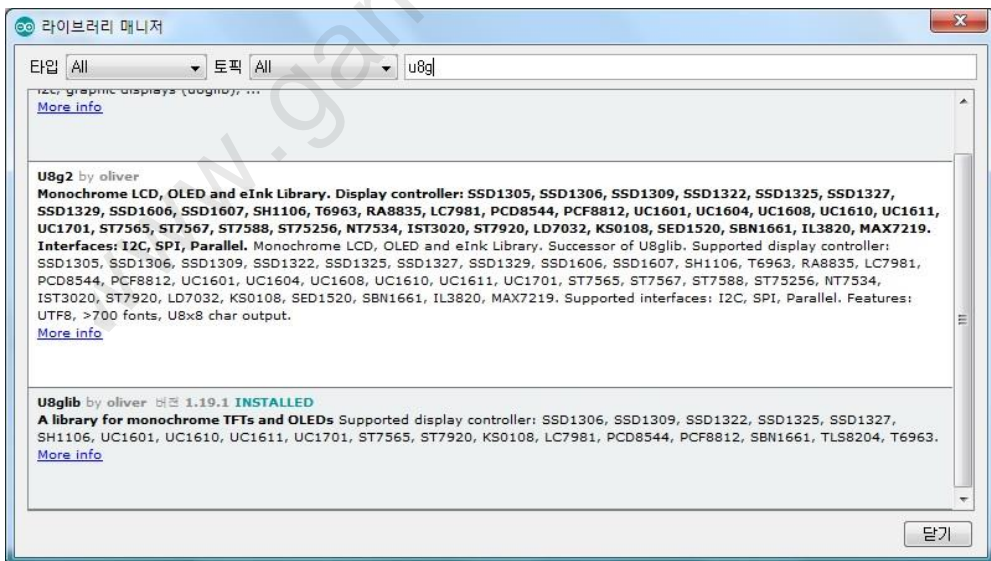 라이브러리 매니저
타입 All 토픽 All u8g
i2c, graphic displays (u8glib), ...
More info
U8g2 by oliver
Monochrome LCD, OLED and eInk Library. Display controller: SSD1305, SSD1306, SSD1309, SSD1322, SSD1325, SSD1327,
SSD1329, SSD1606, SSD1607, SH1106, T6963, RA8835, LC7981, PCD8544, PCF8812, UC1601, UC1604, UC1608, UC1610, UC1611,
UC1701, ST7565, ST7567, ST7588, ST75256, NT7534, IST3020, ST7920, LD7032, KS0108, SED1520, SBN1661, IL3820, MAX7219.
Interfaces: I2C, SPI, Parallel. Monochrome LCD, OLED and eInk Library. Successor of U8glib. Supported display controller:
SSD1305, SSD1306, SSD1309, SSD1322, SSD1325, SSD1327, SSD1329, SSD1606, SSD1607, SH1106, T6963, RA8835, LC7981,
PCD8544, PCF8812, UC1601, UC1604, UC1608, UC1610, UC1611, UC1701, ST7565, ST7567, ST7588, ST75256, NT7534,
IST3020, ST7920, LD7032, KS0108, SED1520, SBN1661, IL3820, MAX7219. Supported interfaces: I2C, SPI, Parallel. Features:
UTF8, >700 fonts, U8x8 char output.
More info
U8glib by oliver 버전 1.19.1 INSTALLED
A library for monochrome TFTs and OLEDs Supported display controller: SSD1306, SSD1309, SSD1322, SSD1325, SSD1327,
SH1106, UC1601, UC1610, UC1611, UC1701, ST7565, ST7920, KS0108, LC7981, PCD8544, PCF8812, SBN1661, TLS8204, T6963.
More info
닫기
www.gan